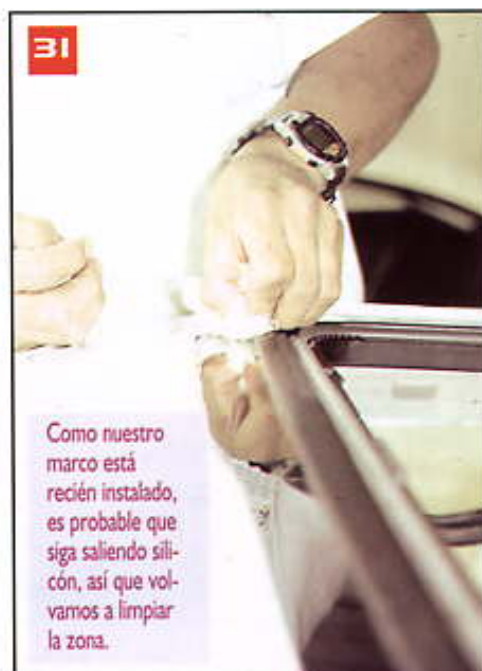 31
Como nuestro
marco está
recién instalado,
es probable que
siga saliendo sili-
cón, así que vol-
vamos a limpiar
la zona.